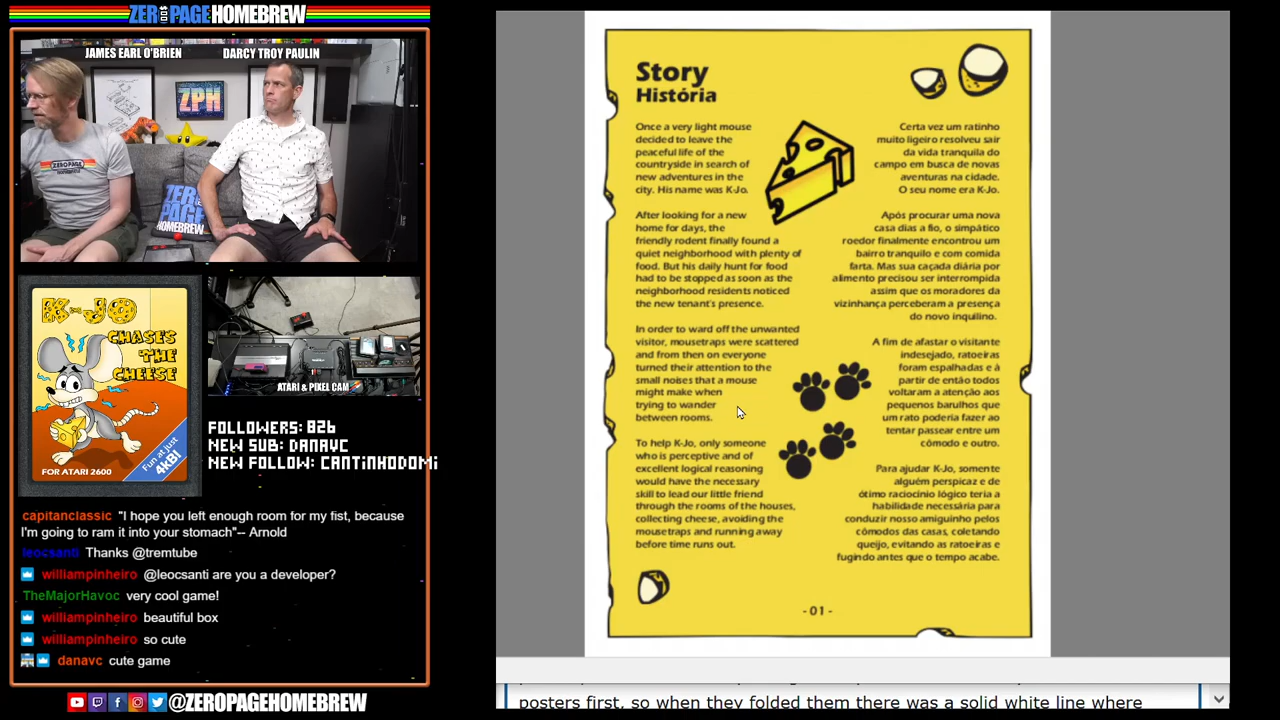 ZEROPAGEHOMEBREW
JAMES EARL O'BRIEN
DARCY TROY PAULIN
ZPH
ZEROPAGE
HOMEBREW
ZERO
PAGE
HOMEBREW
K-JO
CHASES
THE
CHEESE
FOR ATARI 2600
Fun at just
4kB!
ATARI & PIXEL CAM
FOLLOWERS: 826
NEW SUB: DANAVC
NEW FOLLOW: CANTINHODOMI
capitanclassic "I hope you left enough room for my fist, because
I'm going to ram it into your stomach"-- Arnold
leocsanti Thanks @tremtube
williampinheiro @leocsanti are you a developer?
TheMajorHavoc very cool game!
williampinheiro beautiful box
williampinheiro so cute
danavc cute game
@ZEROPAGEHOMEBREW
Story
História
Once a very light mouse
decided to leave the
peaceful life of the
countryside in search of
new adventures in the
city. His name was K-Jo.
After looking for a new
home for days, the
friendly rodent finally found a
quiet neighborhood with plenty of
food. But his daily hunt for food
had to be stopped as soon as the
neighborhood residents noticed
the new tenant's presence.
In order to ward off the unwanted
visitor, mousetraps were scattered
and from then on everyone
turned their attention to the
small noises that a mouse
might make when
trying to wander
between rooms.
To help K-Jo, only someone
who is perceptive and of
excellent logical reasoning
would have the necessary
skill to lead our little friend
through the rooms of the houses,
collecting cheese, avoiding the
mousetraps and running away
before time runs out.
Certa vez um ratinho
muito ligeiro resolveu sair
da vida tranquila do
campo em busca de novas
aventuras na cidade.
O seu nome era K-Jo.
Após procurar uma nova
casa dias a fio, o simpático
roedor finalmente encontrou um
bairro tranquilo e com comida
farta. Mas sua caçada diária por
alimento precisou ser interrompida
assim que os moradores da
vizinhança perceberam a presença
do novo inquilino.
A fim de afastar o visitante
indesejado, ratoeiras
foram espalhadas e à
partir de então todos
voltaram a atenção aos
pequenos barulhos que
um rato poderia fazer ao
tentar passear entre um
cômodo e outro.
Para ajudar K-Jo, somente
alguém perspicaz e de
ótimo raciocínio lógico teria a
habilidade necessária para
conduzir nosso amiguinho pelos
cômodos das casas, coletando
queijo, evitando as ratoeiras e
fugindo antes que o tempo acabe.
- 01 -
posters first, so when they folded them there was a solid white line where